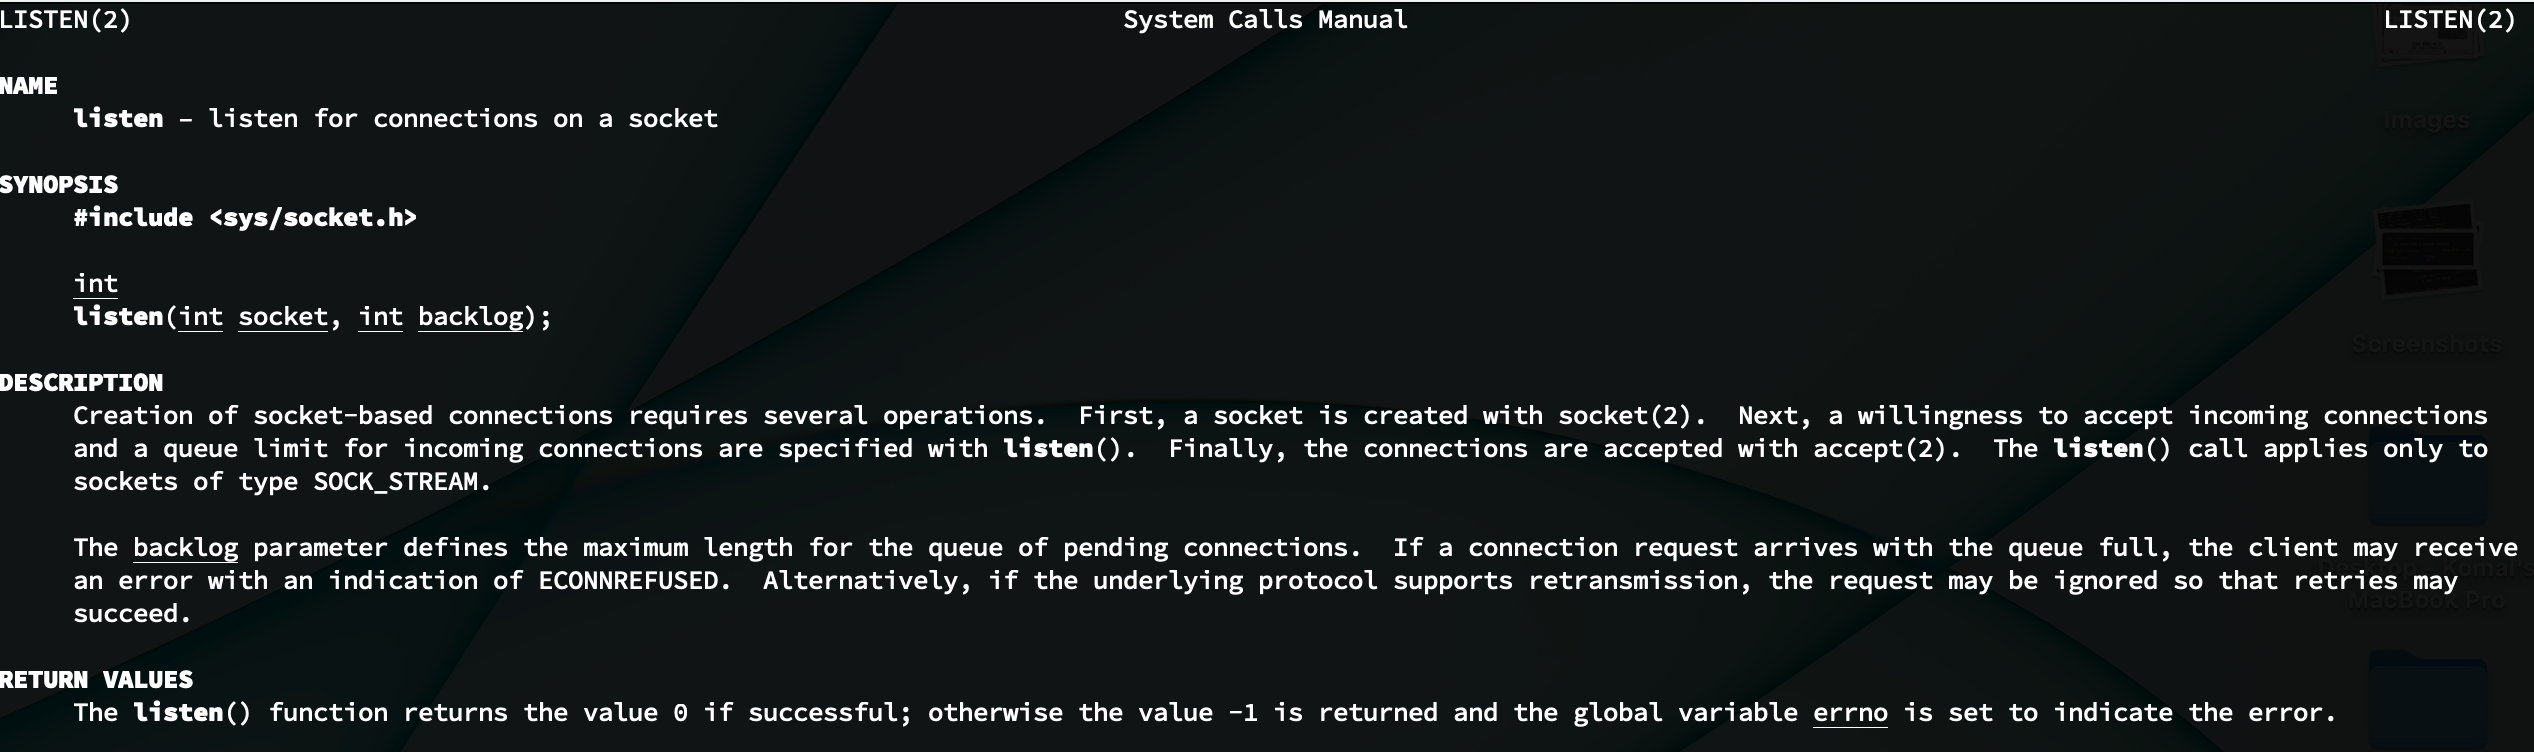 LISTEN(2) System Calls Manual LISTEN(2)
NAME
listen – listen for connections on a socket
SYNOPSIS
#include <sys/socket.h>
int
listen(int socket, int backlog);
DESCRIPTION
Creation of socket-based connections requires several operations.  First, a socket is created with socket(2).  Next, a willingness to accept incoming connections
and a queue limit for incoming connections are specified with listen().  Finally, the connections are accepted with accept(2).  The listen() call applies only to
sockets of type SOCK_STREAM.
The backlog parameter defines the maximum length for the queue of pending connections.  If a connection request arrives with the queue full, the client may receive
an error with an indication of ECONNREFUSED.  Alternatively, if the underlying protocol supports retransmission, the request may be ignored so that retries may
succeed.
RETURN VALUES
The listen() function returns the value 0 if successful; otherwise the value -1 is returned and the global variable errno is set to indicate the error.
Images
Screenshots
Desktop - Komal's
MacBook Pro